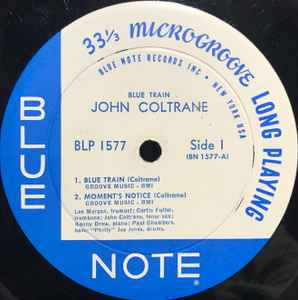 33⅓ MICROGROOVE LONG PLAYING
BLUE NOTE RECORDS INC • NEW YORK USA
BLUE TRAIN
JOHN COLTRANE
BLP 1577 Side 1
(BN 1577-A)
1. BLUE TRAIN (Coltrane)
GROOVE MUSIC - BMI
2. MOMENT'S NOTICE (Coltrane)
GROOVE MUSIC - BMI
Lee Morgan, trumpet; Curtis Fuller,
trombone; John Coltrane, tenor sax;
Kenny Drew, piano; Paul Chambers,
bass; "Philly" Joe Jones, drums.
BLUE
NOTE®